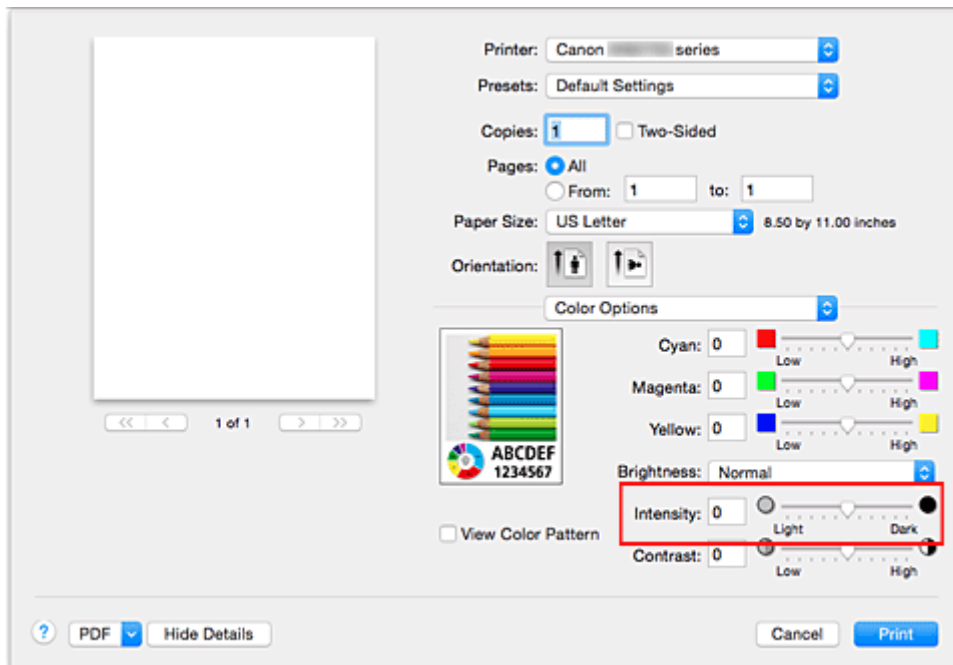 Printer: Canon series
Presets: Default Settings
Copies: 1 Two-Sided
Pages: All
From: 1 to: 1
Paper Size: US Letter 8.50 by 11.00 inches
Orientation:
Color Options
Cyan: 0
Low High
Magenta: 0
Low High
Yellow: 0
Low High
ABCDEF
1234567
Brightness: Normal
Intensity: 0
Light Dark
View Color Pattern
Contrast: 0
Low High
<< < 1 of 1 > >>
? PDF Hide Details Cancel Print